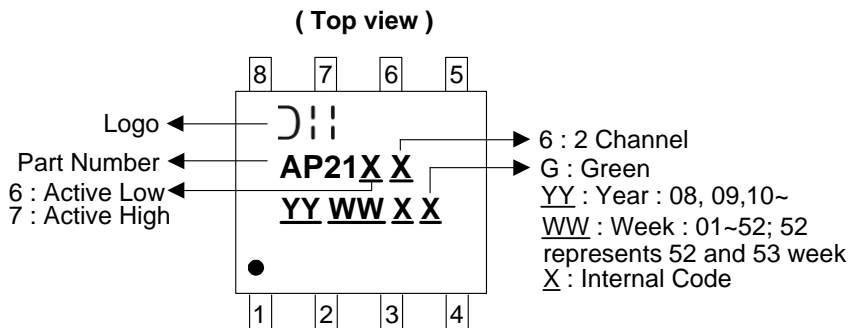 ( Top view )
8 7 6 5
Logo
Part Number
6 : Active Low
7 : Active High
AP21X X
YY WW X X
6 : 2 Channel
G : Green
YY : Year : 08, 09,10~
WW : Week : 01~52; 52
represents 52 and 53 week
X : Internal Code
1 2 3 4